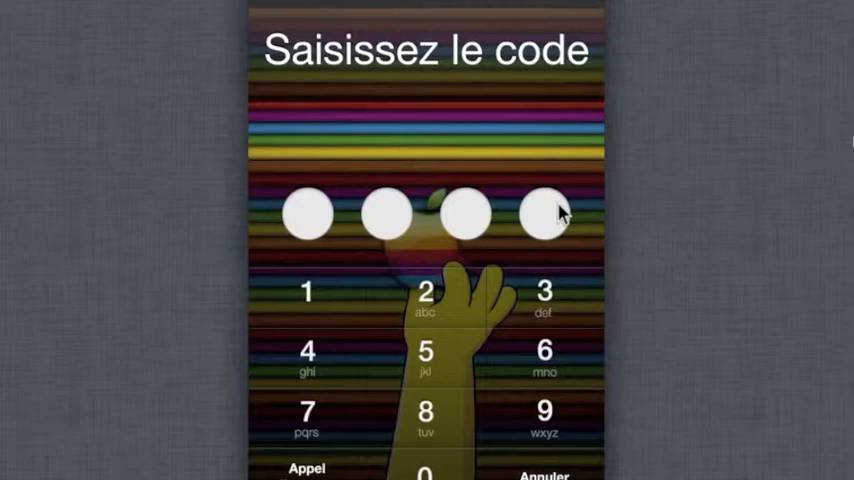 Saisissez le code
1 2 3
abc def
4 5 6
ghi jkl mno
7 8 9
pqrs tuv wxyz
Appel 0 Annuler